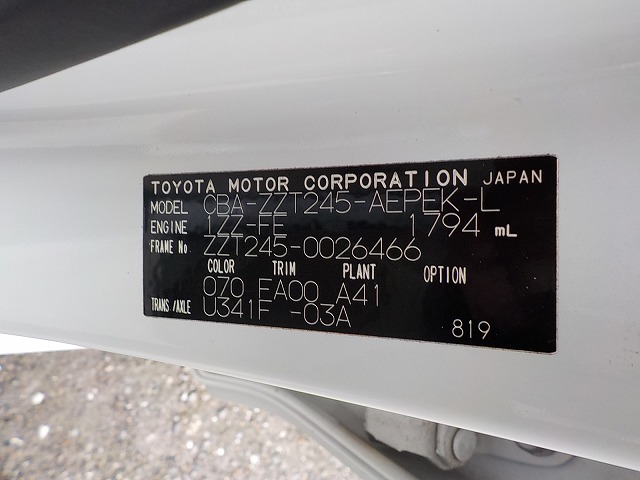 TOYOTA MOTOR CORPORATION JAPAN
MODEL CBA-ZZT245-AEPEK-L
ENGINE 1ZZ-FE 1794 mL
FRAME No ZZT245-0026466
COLOR TRIM PLANT OPTION
070 FA00 A41
TRANS/AXLE U341F -03A
819